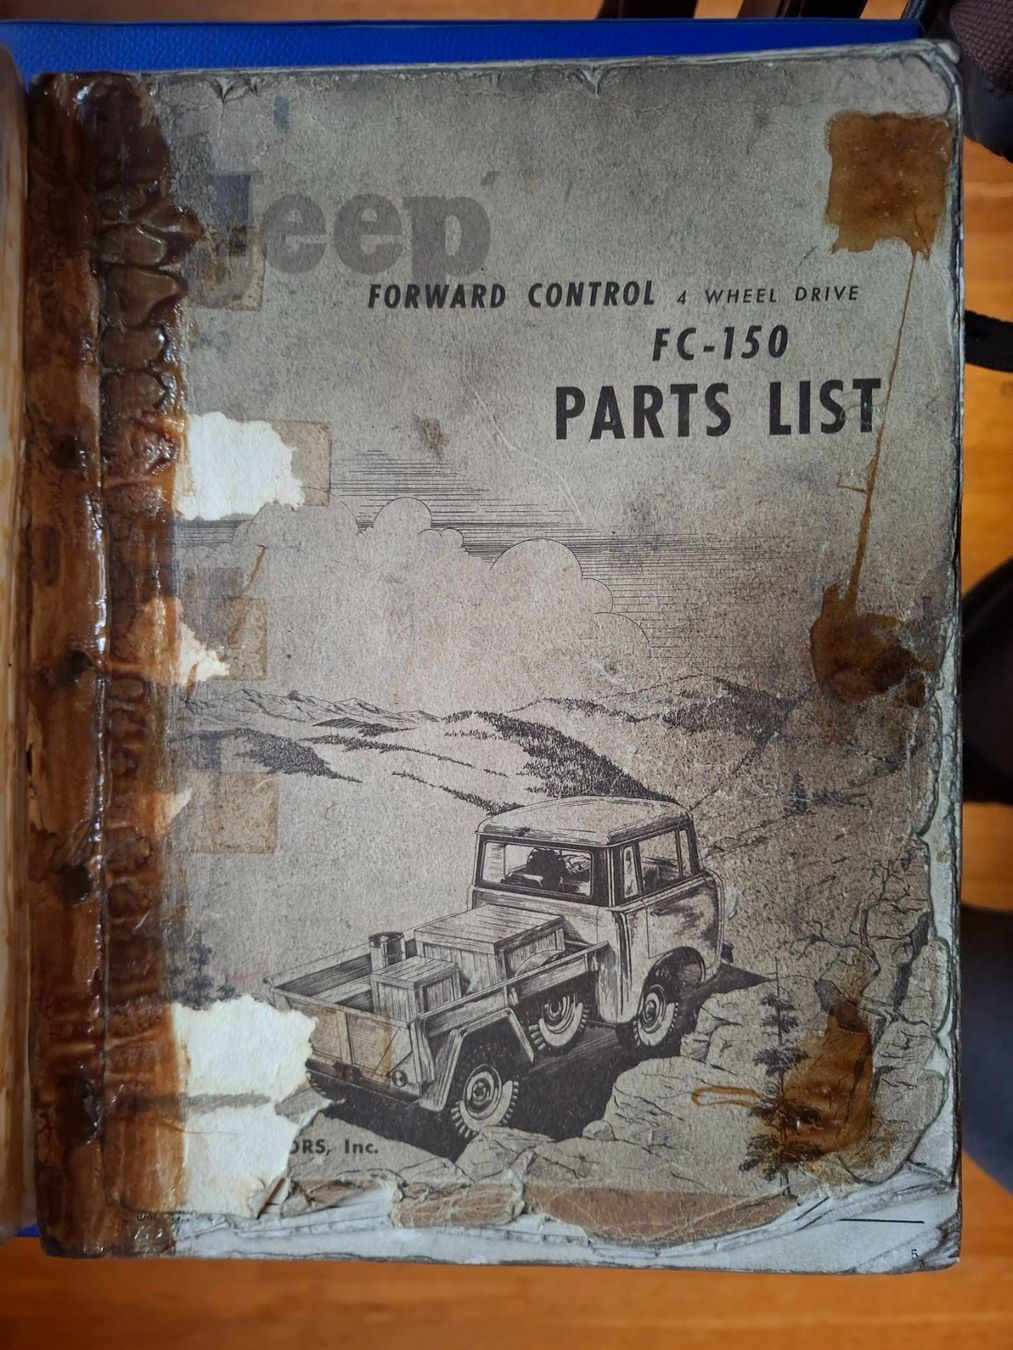 Jeep
FORWARD CONTROL 4 WHEEL DRIVE
FC-150
PARTS LIST
ORS, Inc.
5